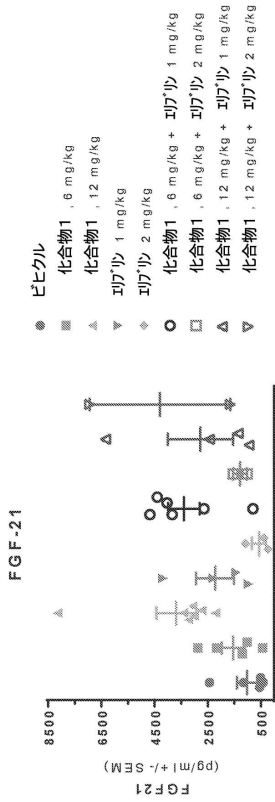 FGF-21
FGF21
(pg/ml +/- SEM)
8500
6500
4500
2500
500
ビヒクル
化合物1, 6 mg/kg
化合物1, 12 mg/kg
エリブリン 1 mg/kg
エリブリン 2 mg/kg
化合物1, 6 mg/kg + エリブリン 1 mg/kg
化合物1, 6 mg/kg + エリブリン 2 mg/kg
化合物1, 12 mg/kg + エリブリン 1 mg/kg
化合物1, 12 mg/kg + エリブリン 2 mg/kg